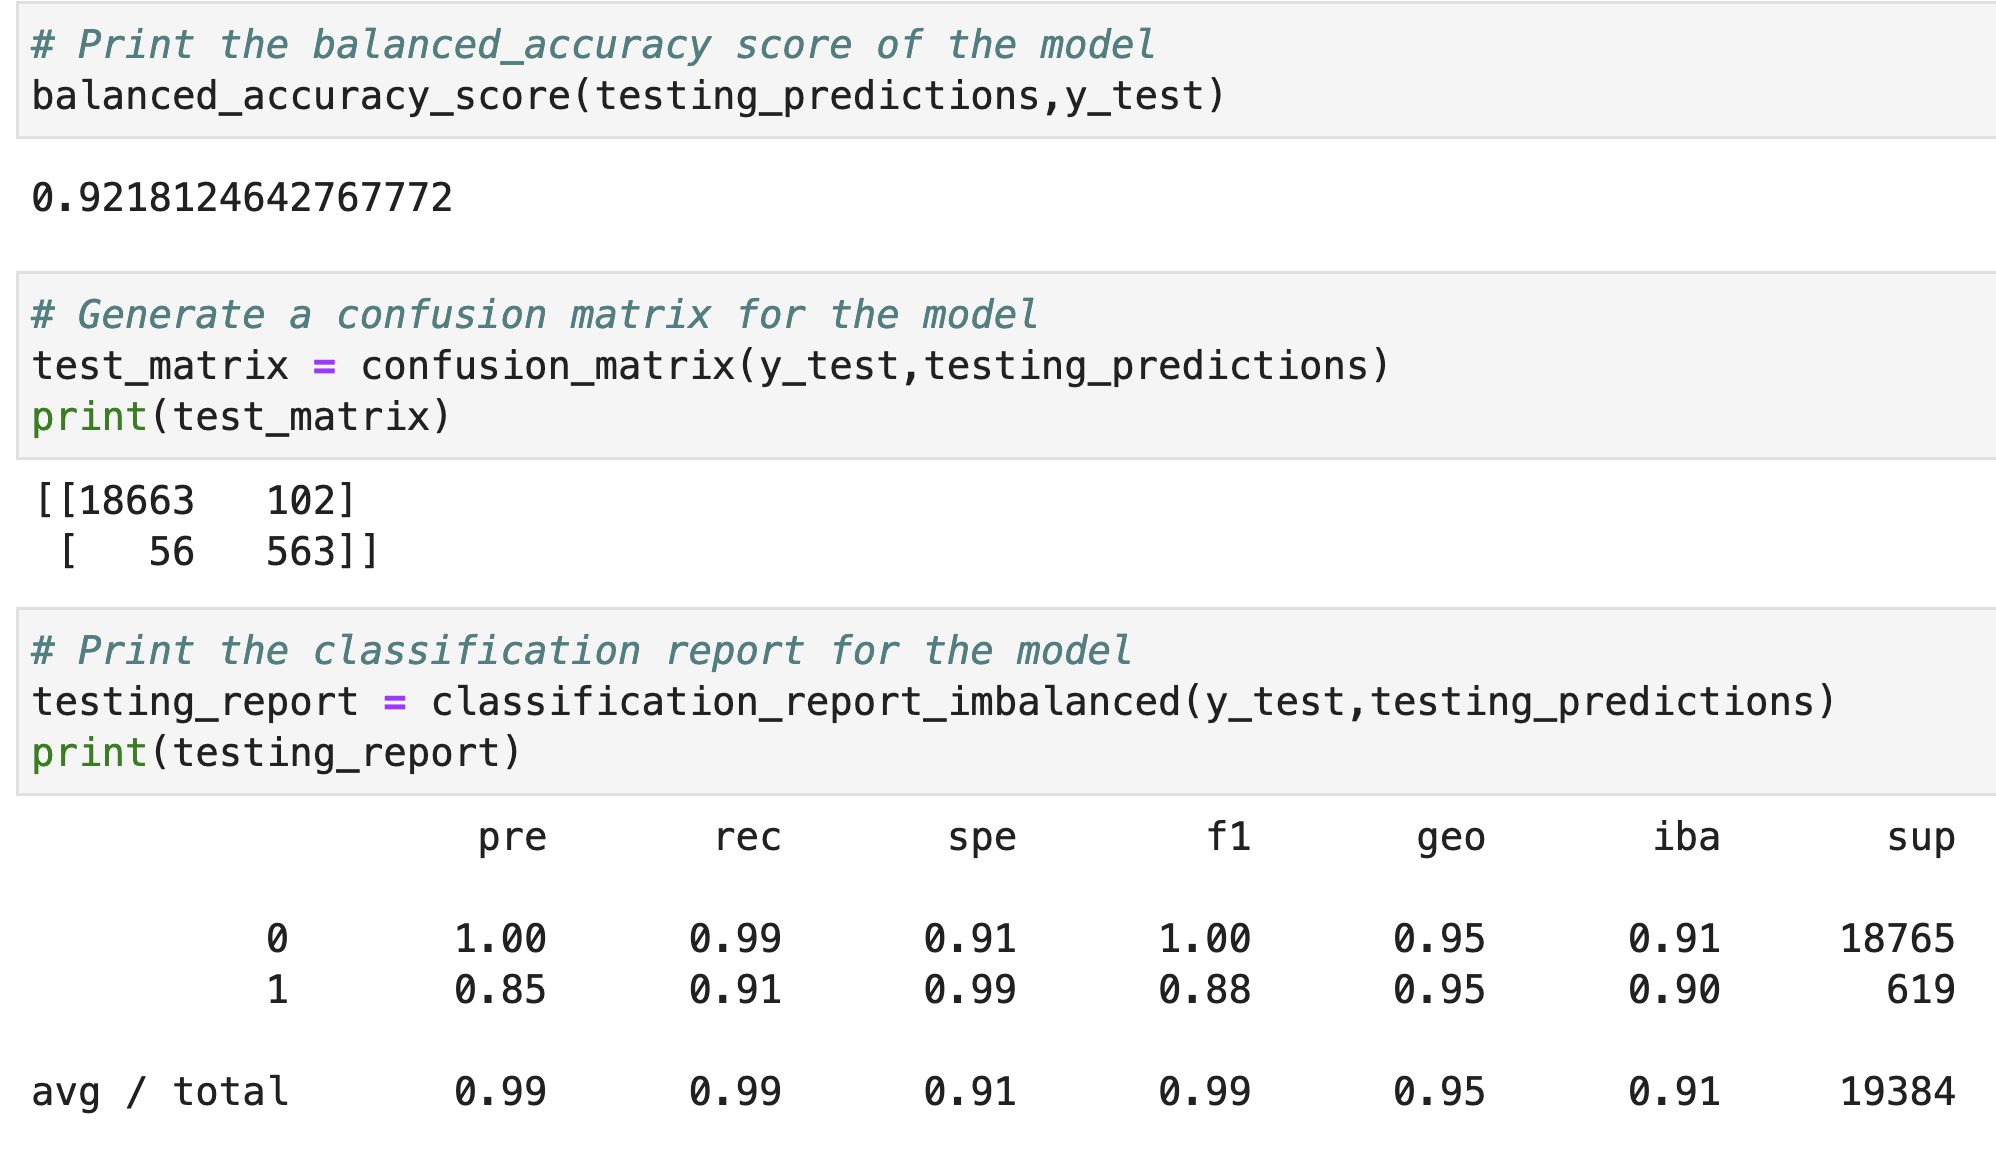 # Print the balanced_accuracy score of the model
balanced_accuracy_score(testing_predictions,y_test)
0.9218124642767772
# Generate a confusion matrix for the model
test_matrix = confusion_matrix(y_test,testing_predictions)
print(test_matrix)
[[18663   102]
 [   56   563]]
# Print the classification report for the model
testing_report = classification_report_imbalanced(y_test,testing_predictions)
print(testing_report)
                   pre       rec       spe        f1       geo       iba       sup
          0       1.00      0.99      0.91      1.00      0.95      0.91     18765
          1       0.85      0.91      0.99      0.88      0.95      0.90       619
avg / total       0.99      0.99      0.91      0.99      0.95      0.91     19384